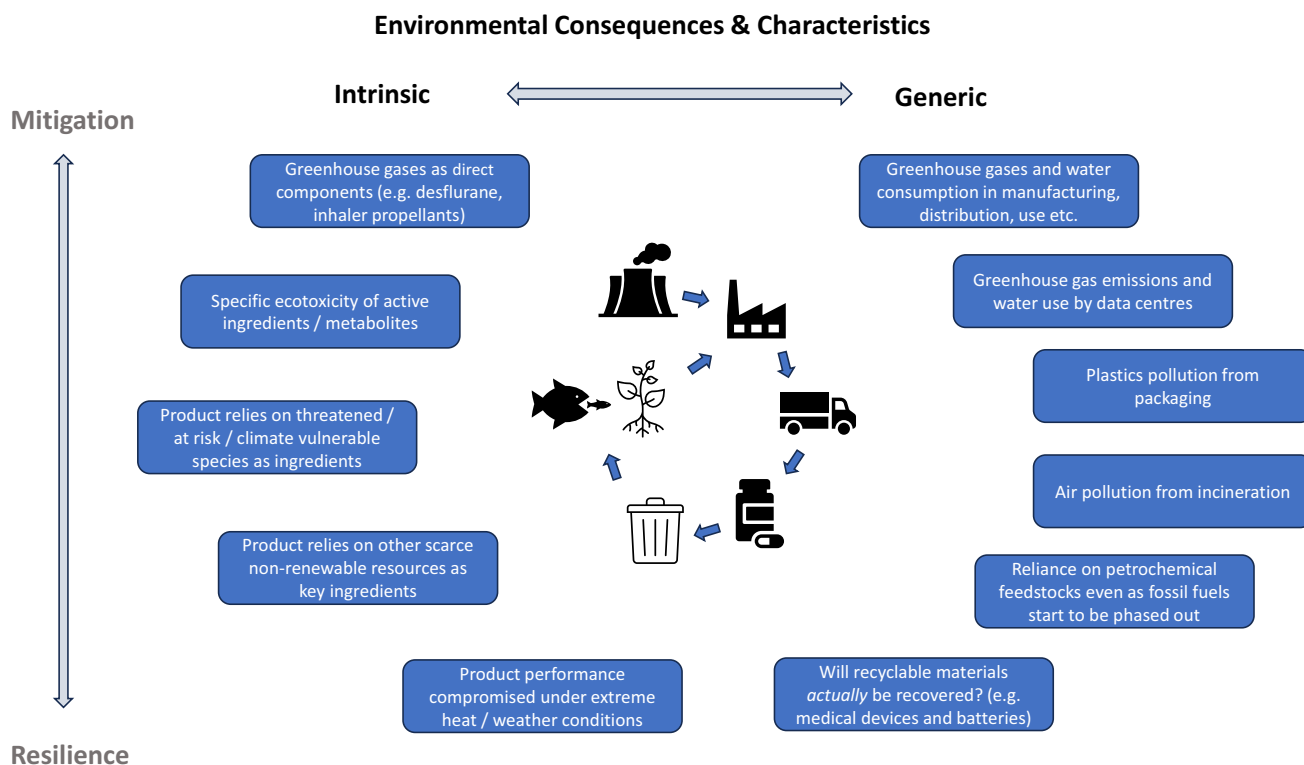 Environmental Consequences & Characteristics
Intrinsic
Generic
Mitigation
Greenhouse gases as direct
components (e.g. desflurane,
inhaler propellants)
Greenhouse gases and water
consumption in manufacturing,
distribution, use etc.
Specific ecotoxicity of active
ingredients / metabolites
Greenhouse gas emissions and
water use by data centres
Plastics pollution from
packaging
Product relies on threatened /
at risk / climate vulnerable
species as ingredients
Air pollution from incineration
Product relies on other scarce
non-renewable resources as
key ingredients
Reliance on petrochemical
feedstocks even as fossil fuels
start to be phased out
Product performance
compromised under extreme
heat / weather conditions
Will recyclable materials
actually be recovered? (e.g.
medical devices and batteries)
Resilience